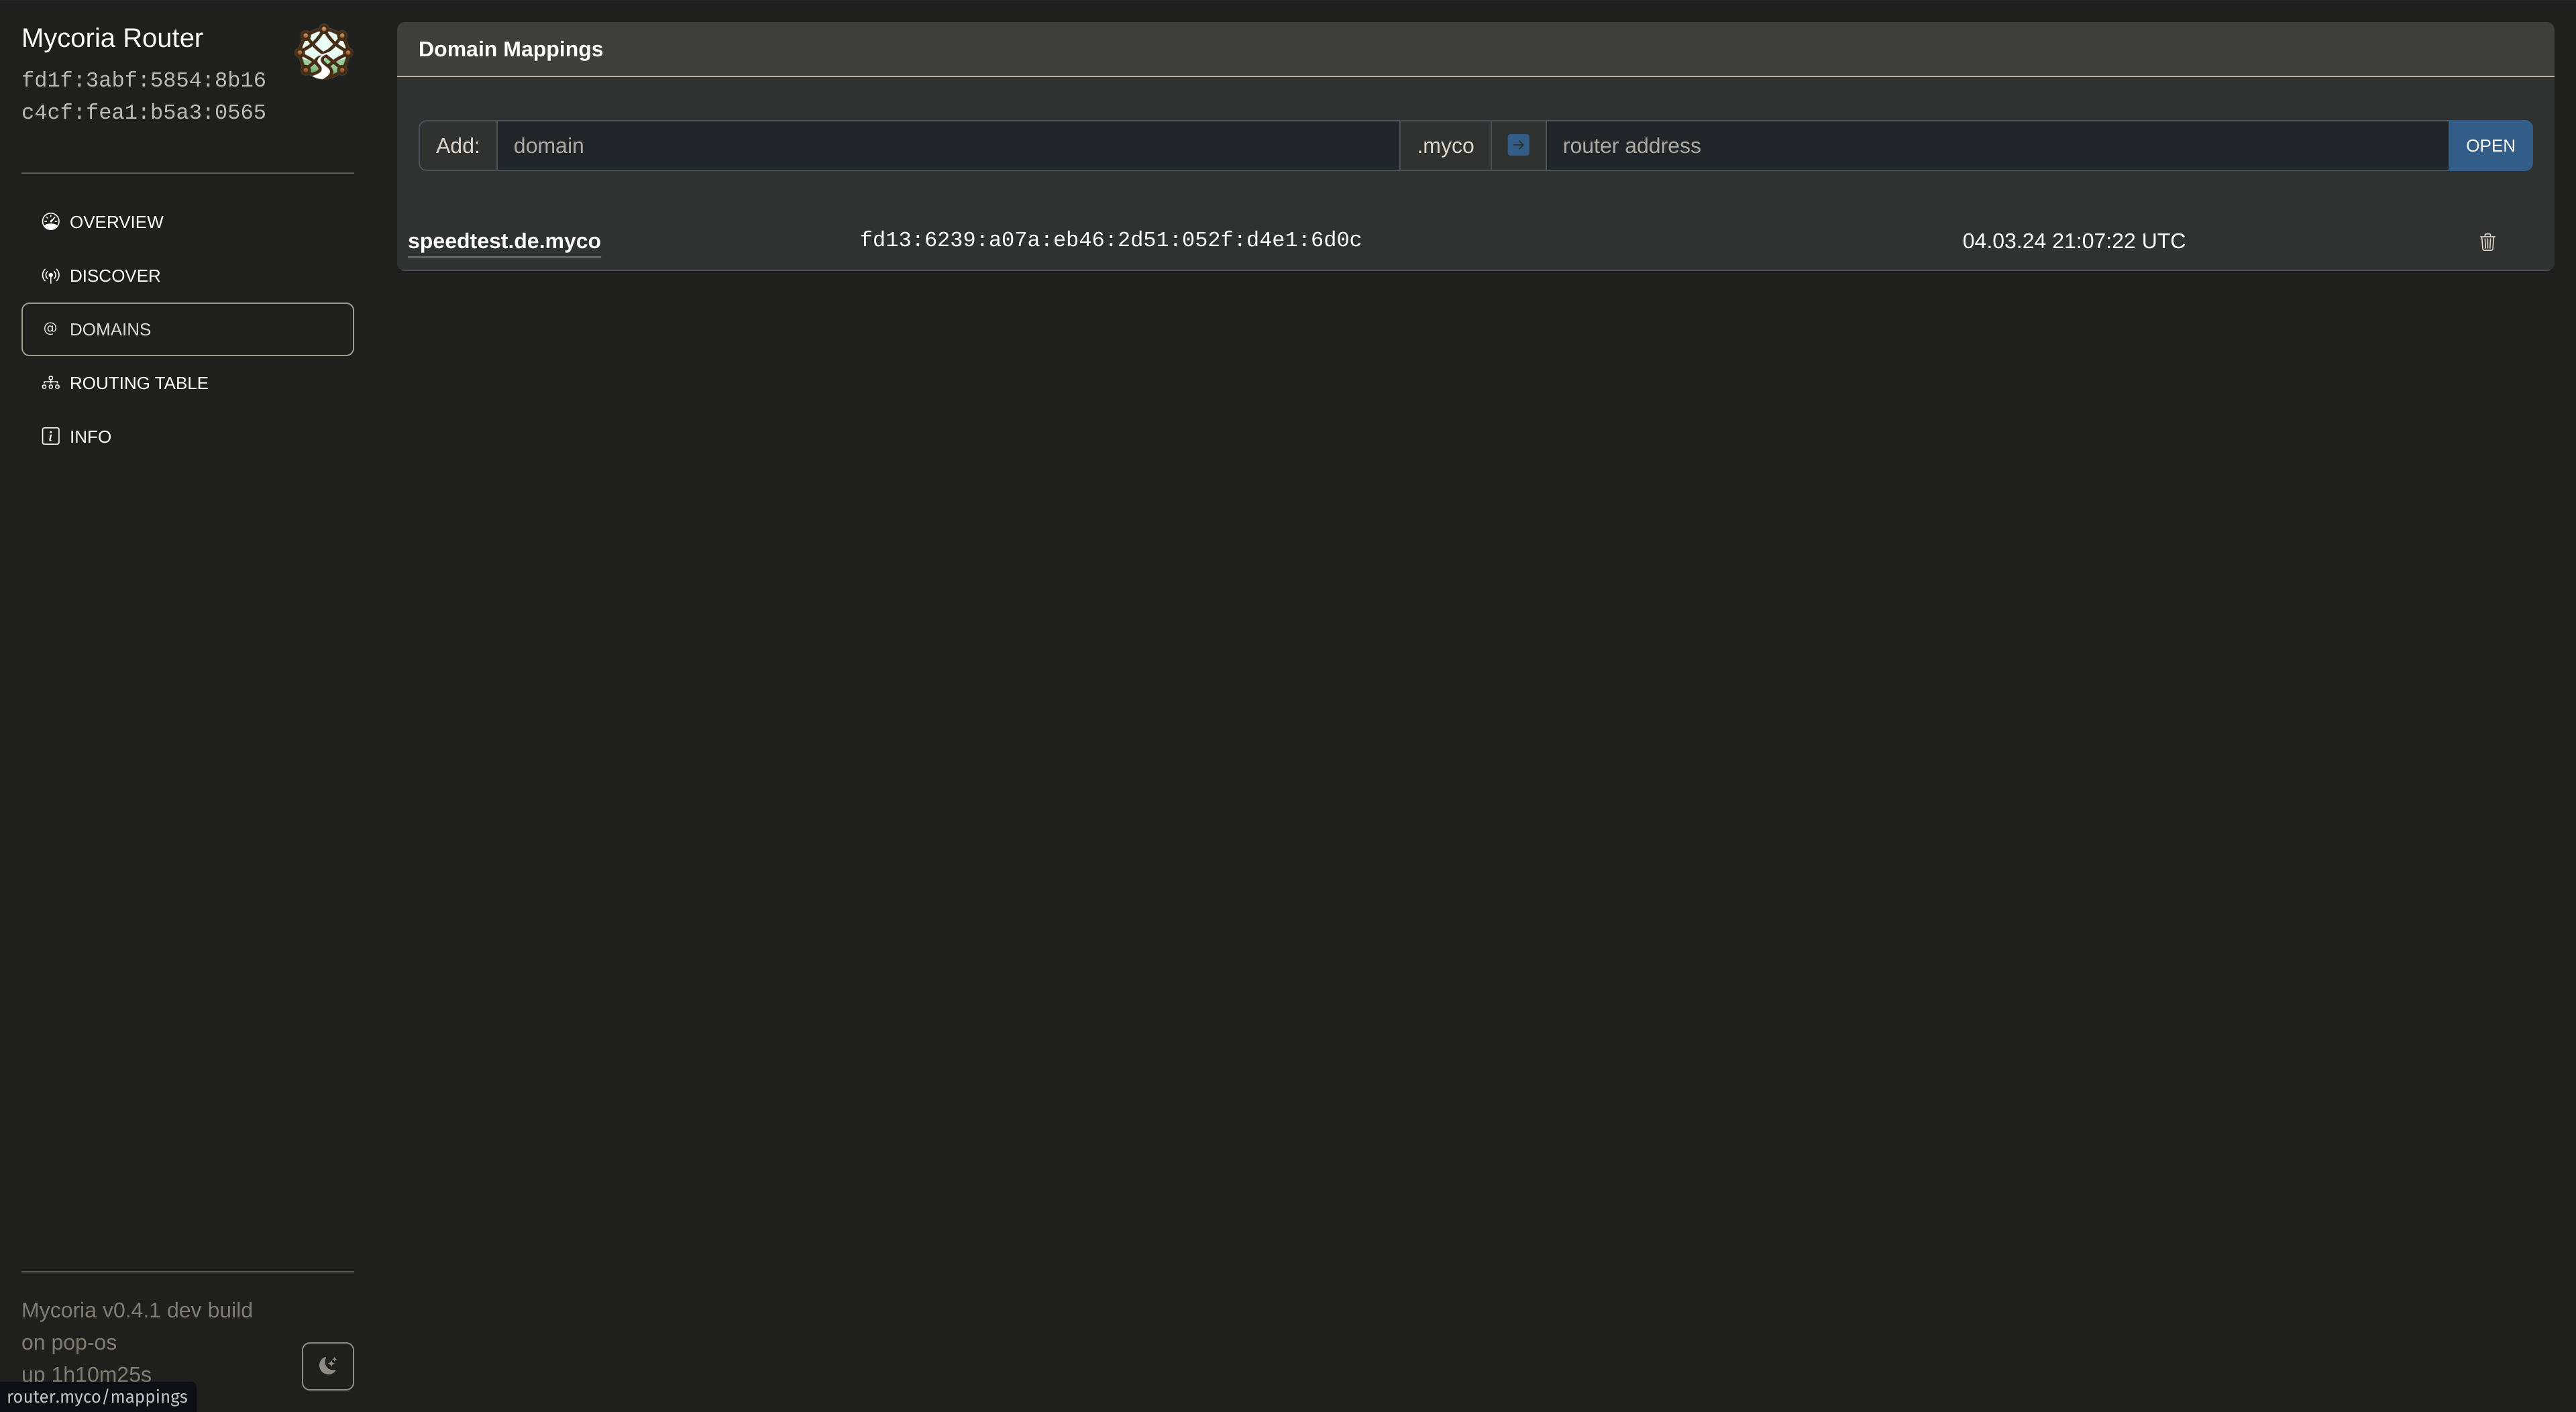 Mycoria Router
fd1f:3abf:5854:8b16
c4cf:fea1:b5a3:0565
OVERVIEW
DISCOVER
@ DOMAINS
ROUTING TABLE
INFO
Mycoria v0.4.1 dev build
on pop-os
up 1h10m25s
router.myco/mappings
Domain Mappings
Add: domain .myco router address OPEN
speedtest.de.myco fd13:6239:a07a:eb46:2d51:052f:d4e1:6d0c 04.03.24 21:07:22 UTC